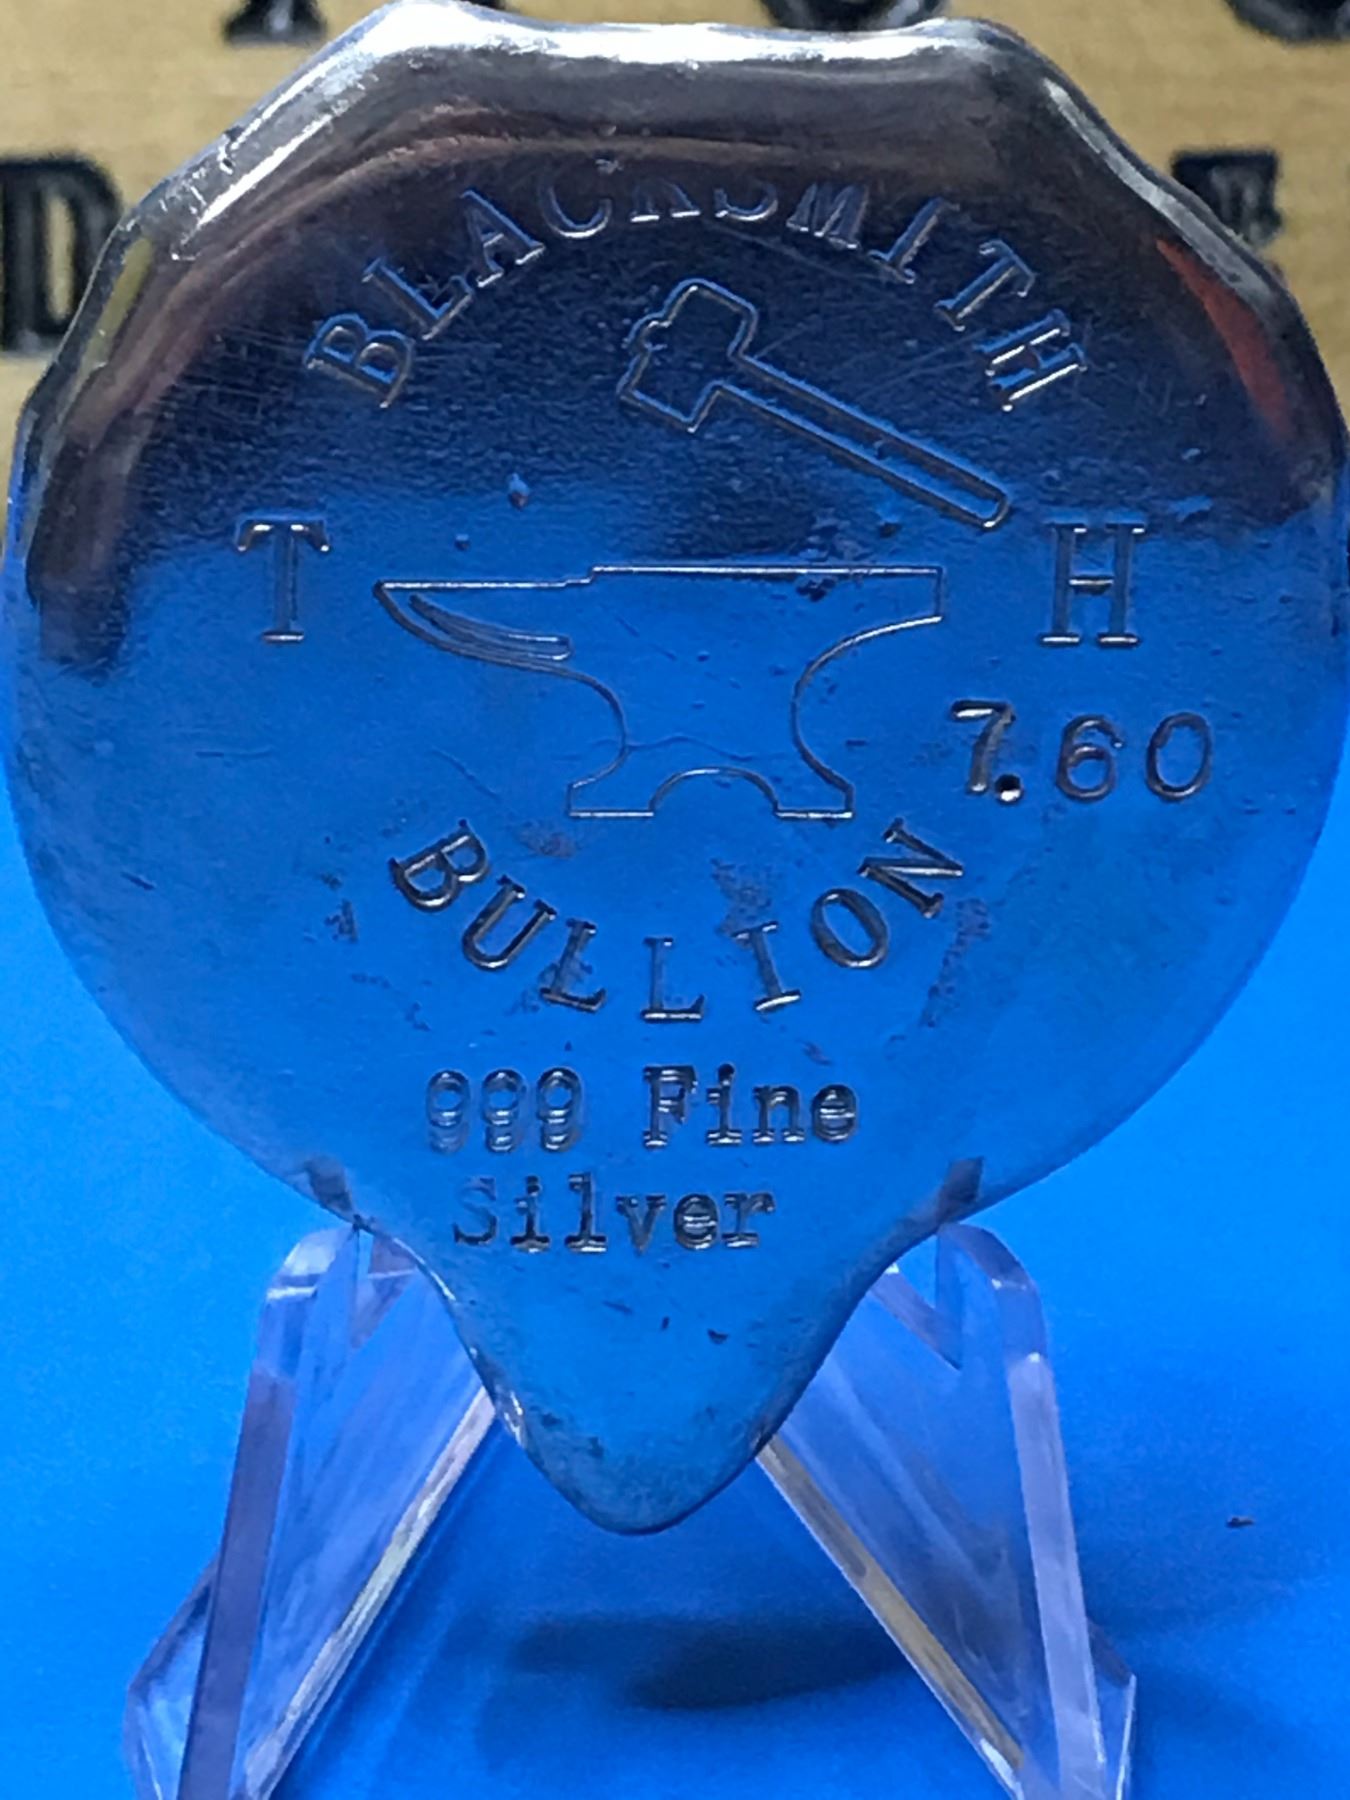 BLACKSMITH
T H
7.60
BULLION
999 Fine
Silver
D